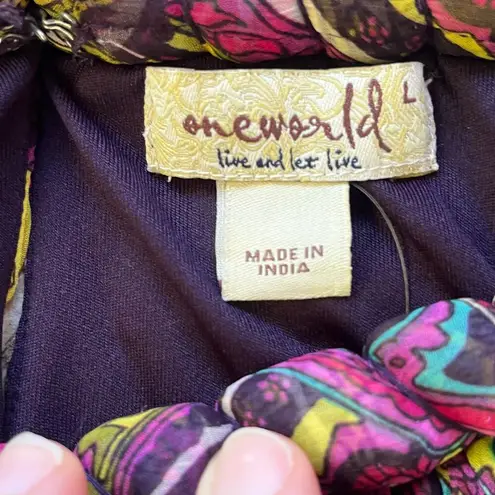 oneworld L
live and let live
MADE IN
INDIA